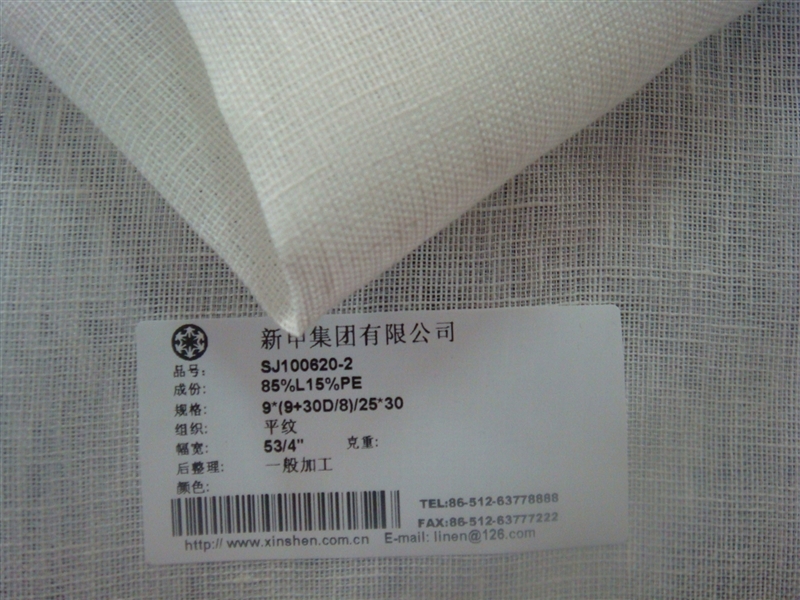 新申集团有限公司
品号: SJ100620-2
成份: 85%L15%PE
规格: 9*(9+30D/8)/25*30
组织: 平纹
幅宽: 53/4" 克重:
后整理: 一般加工
颜色:
TEL:86-512-63778888
FAX:86-512-63777222
http:// www.xinshen.com.cn E-mail: linen@126.com